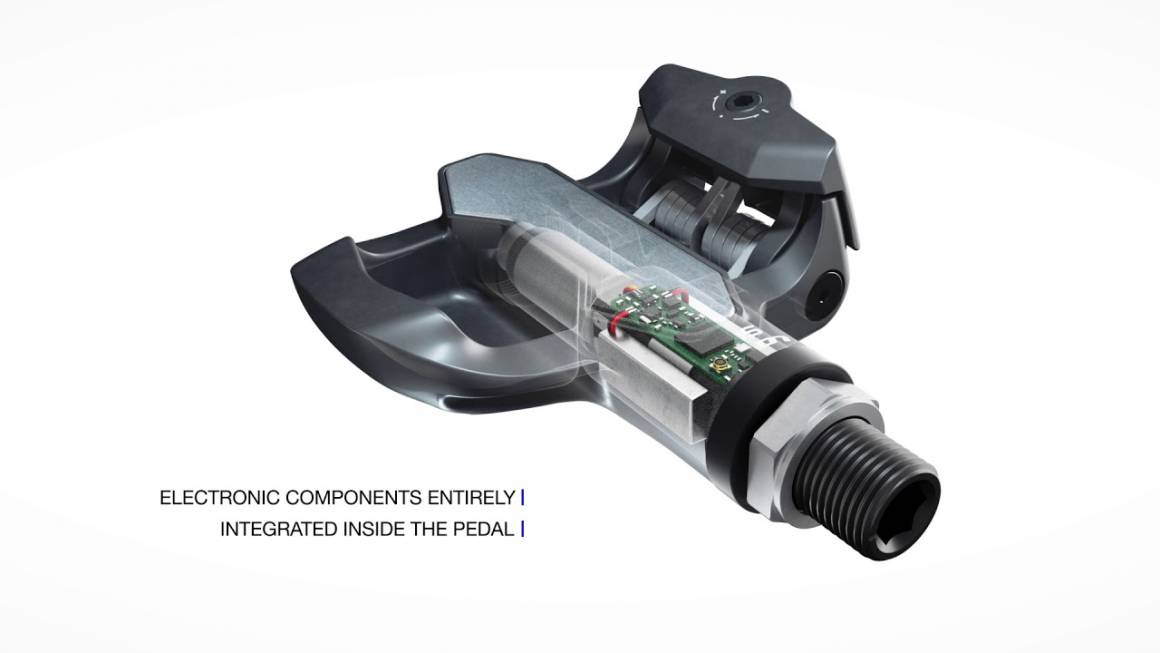 ELECTRONIC COMPONENTS ENTIRELY
INTEGRATED INSIDE THE PEDAL